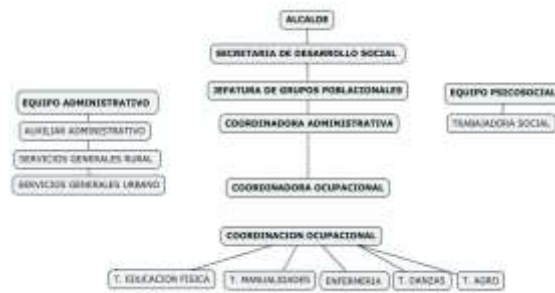 ALCALDE
SECRETARIA DE DESARROLLO SOCIAL
JEFATURA DE GRUPOS POBLACIONALES
COORDINADORA ADMINISTRATIVA
COORDINADORA OCUPACIONAL
EQUIPO ADMINISTRATIVO
AUXILIAR ADMINISTRATIVO
SERVICIOS GENERALES RURAL
SERVICIOS GENERALES URBANO
EQUIPO PSICOSOCIAL
TRABAJADORA SOCIAL
COORDINACION OCUPACIONAL
T. EDUCACION FISICA
T. MANUALIDADES
ENFERMERIA
T. DANZAS
T. AGRO